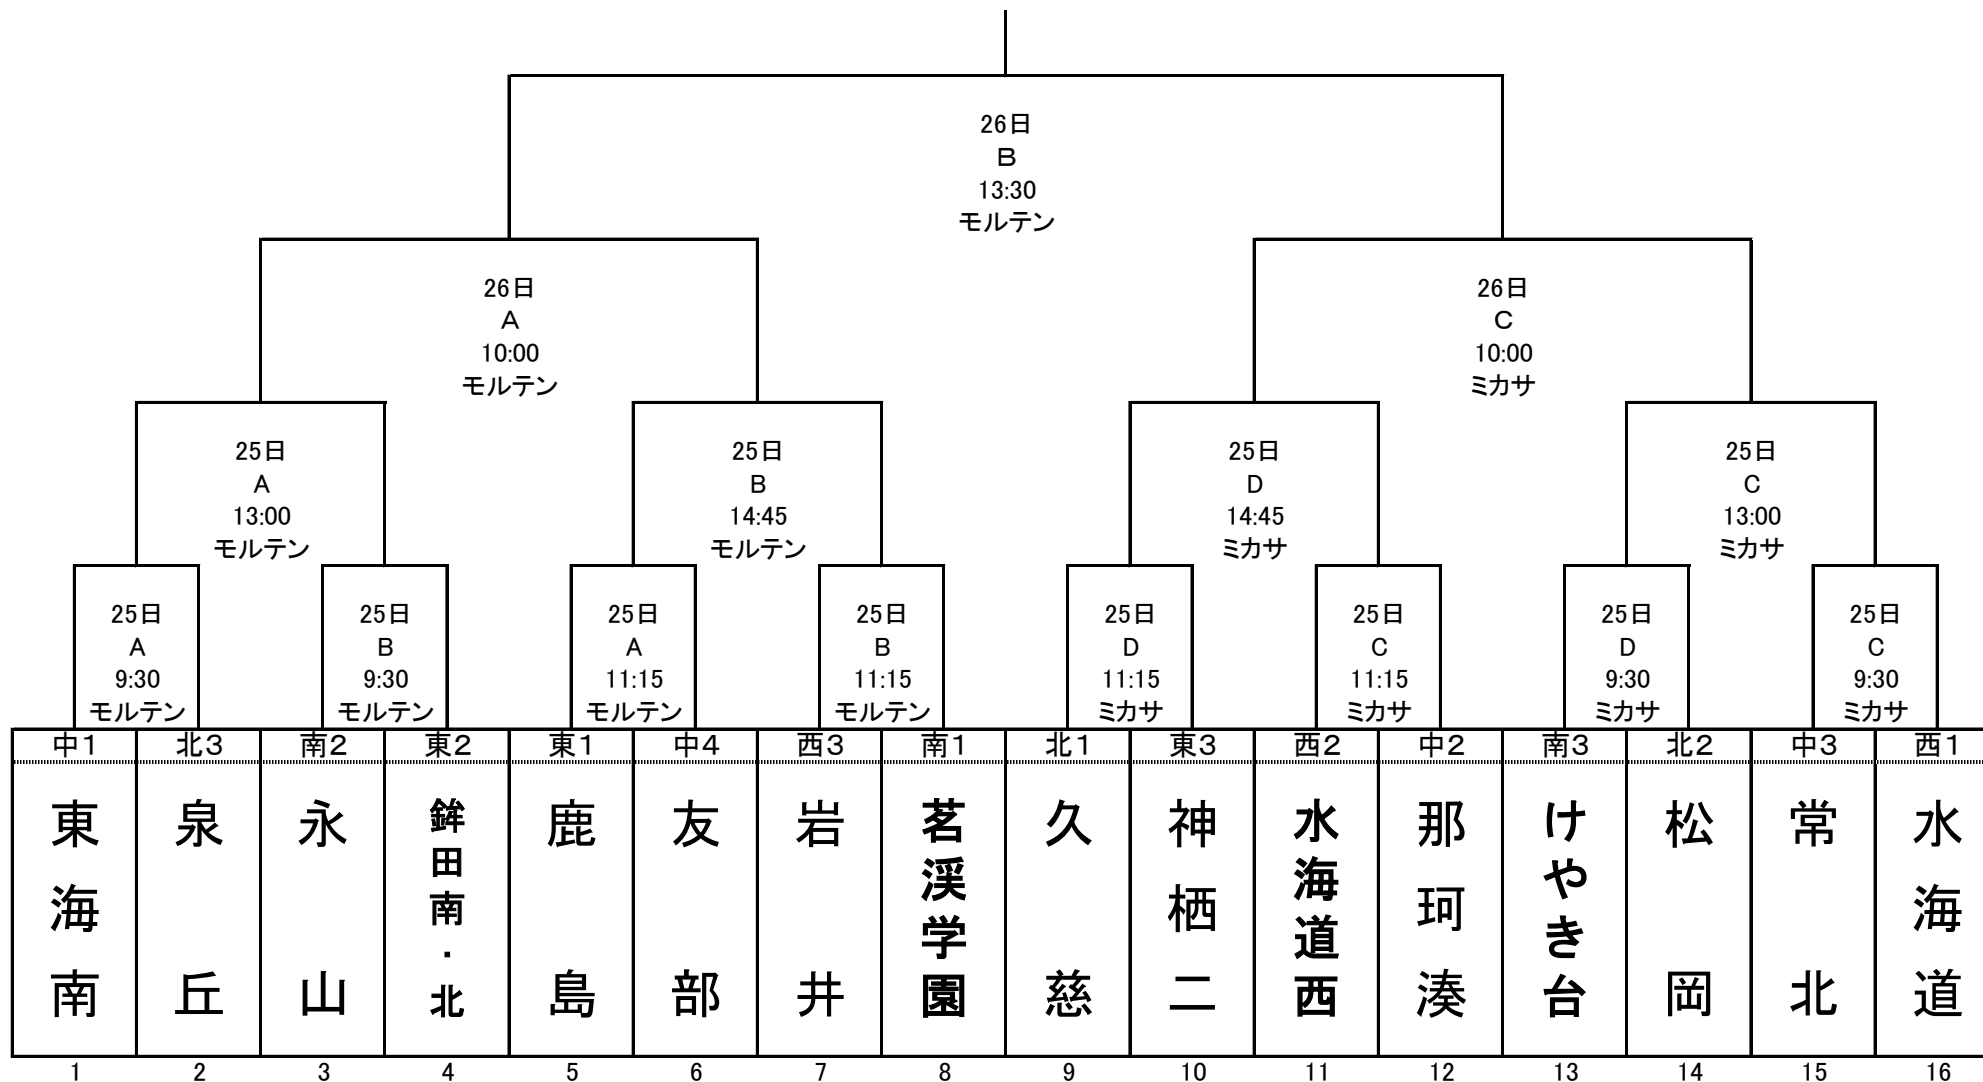 26日
B
13:30
モルテン
26日
A
10:00
モルテン
26日
C
10:00
ミカサ
25日
A
13:00
モルテン
25日
B
14:45
モルテン
25日
D
14:45
ミカサ
25日
C
13:00
ミカサ
25日
A
9:30
モルテン
25日
B
9:30
モルテン
25日
A
11:15
モルテン
25日
B
11:15
モルテン
25日
D
11:15
ミカサ
25日
C
11:15
ミカサ
25日
D
9:30
ミカサ
25日
C
9:30
ミカサ
中1 北3 南2 東2 東1 中4 西3 南1 北1 東3 西2 中2 南3 北2 中3 西1
東海南
泉丘
永山
鉾田南・北
鹿島
友部
岩井
茗溪学園
久慈
神栖二
水海道西
那珂湊
けやき台
松岡
常北
水海道
1 2 3 4 5 6 7 8 9 10 11 12 13 14 15 16